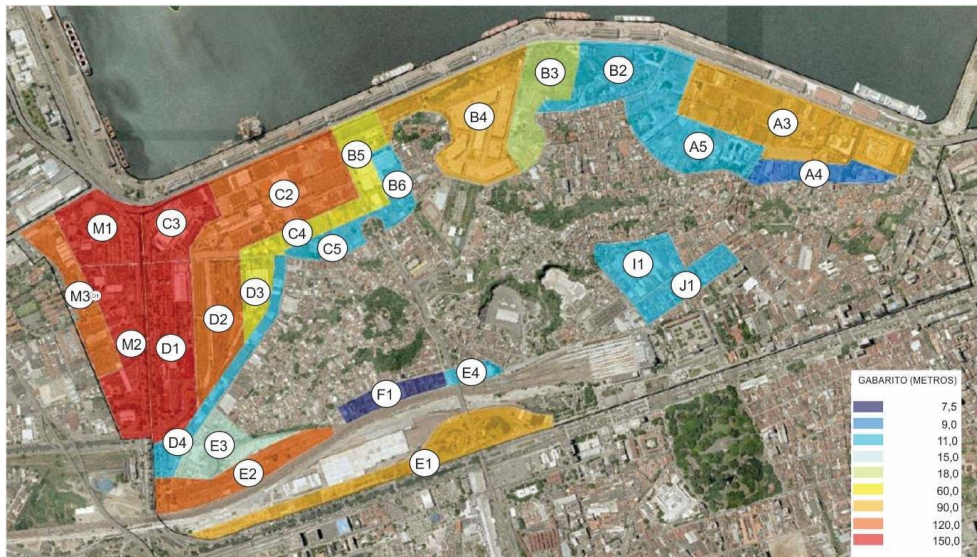 B3
B2
B4
A3
B5
A5
B6
A4
C2
C3
M1
C4
C5
I1
J1
M3
D3
D2
M2
D1
E4
F1
D4
E3
E2
E1
GABARITO (METROS)
7,5
9,0
11,0
15,0
18,0
60,0
90,0
120,0
150,0